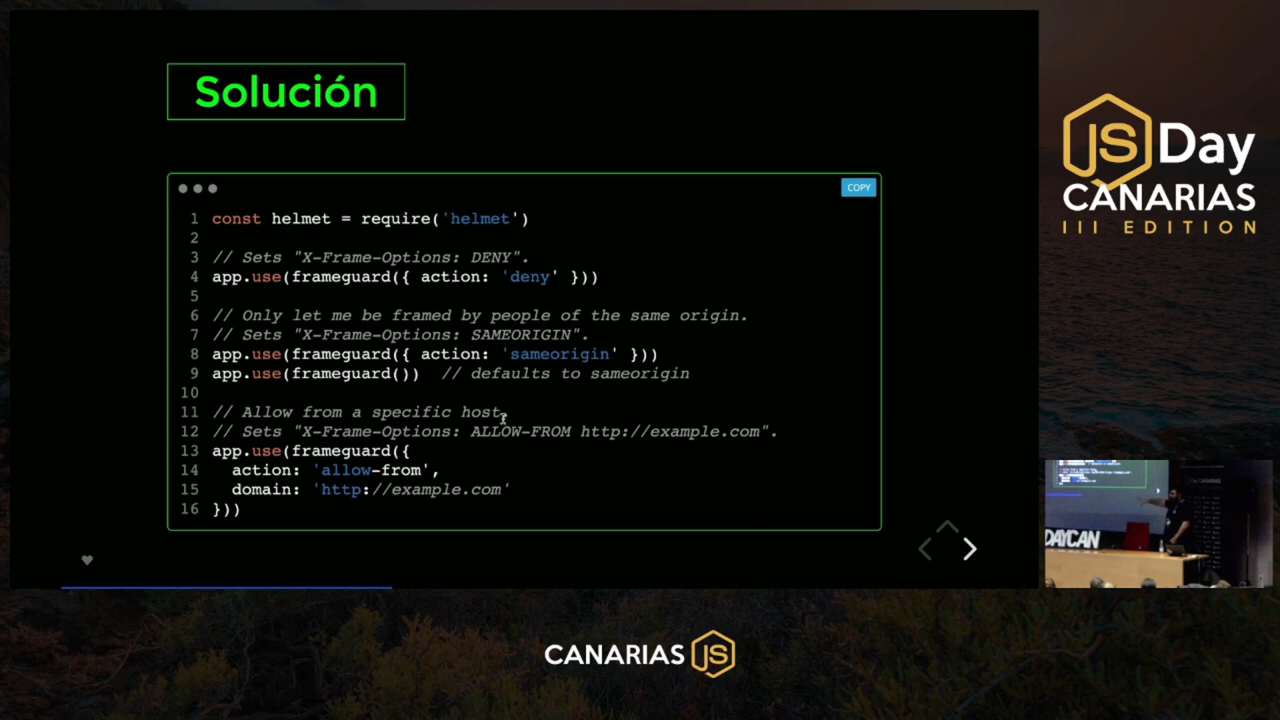 Solución
COPY
1 const helmet = require('helmet')
2
3 // Sets "X-Frame-Options: DENY".
4 app.use(frameguard({ action: 'deny' }))
5
6 // Only let me be framed by people of the same origin.
7 // Sets "X-Frame-Options: SAMEORIGIN".
8 app.use(frameguard({ action: 'sameorigin' }))
9 app.use(frameguard())  // defaults to sameorigin
10
11 // Allow from a specific host.
12 // Sets "X-Frame-Options: ALLOW-FROM http://example.com".
13 app.use(frameguard({
14   action: 'allow-from',
15   domain: 'http://example.com'
16 }))
JS Day
CANARIAS
III EDITION
DAYCAN
CANARIAS JS